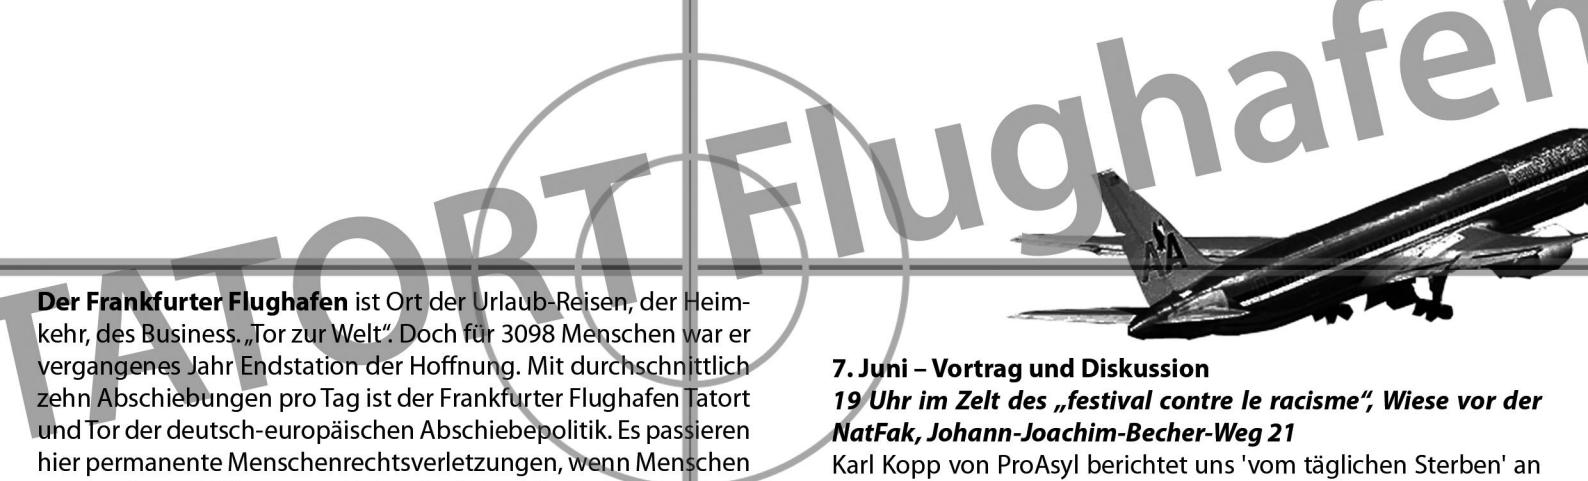 TATORT Flughafen
Der Frankfurter Flughafen ist Ort der Urlaub-Reisen, der Heim-
kehr, des Business. „Tor zur Welt“. Doch für 3098 Menschen war er
vergangenes Jahr Endstation der Hoffnung. Mit durchschnittlich
zehn Abschiebungen pro Tag ist der Frankfurter Flughafen Tatort
und Tor der deutsch-europäischen Abschiebepolitik. Es passieren
hier permanente Menschenrechtsverletzungen, wenn Menschen
AA
7. Juni – Vortrag und Diskussion
19 Uhr im Zelt des „festival contre le racisme“, Wiese vor der
NatFak, Johann-Joachim-Becher-Weg 21
Karl Kopp von ProAsyl berichtet uns 'vom täglichen Sterben' an